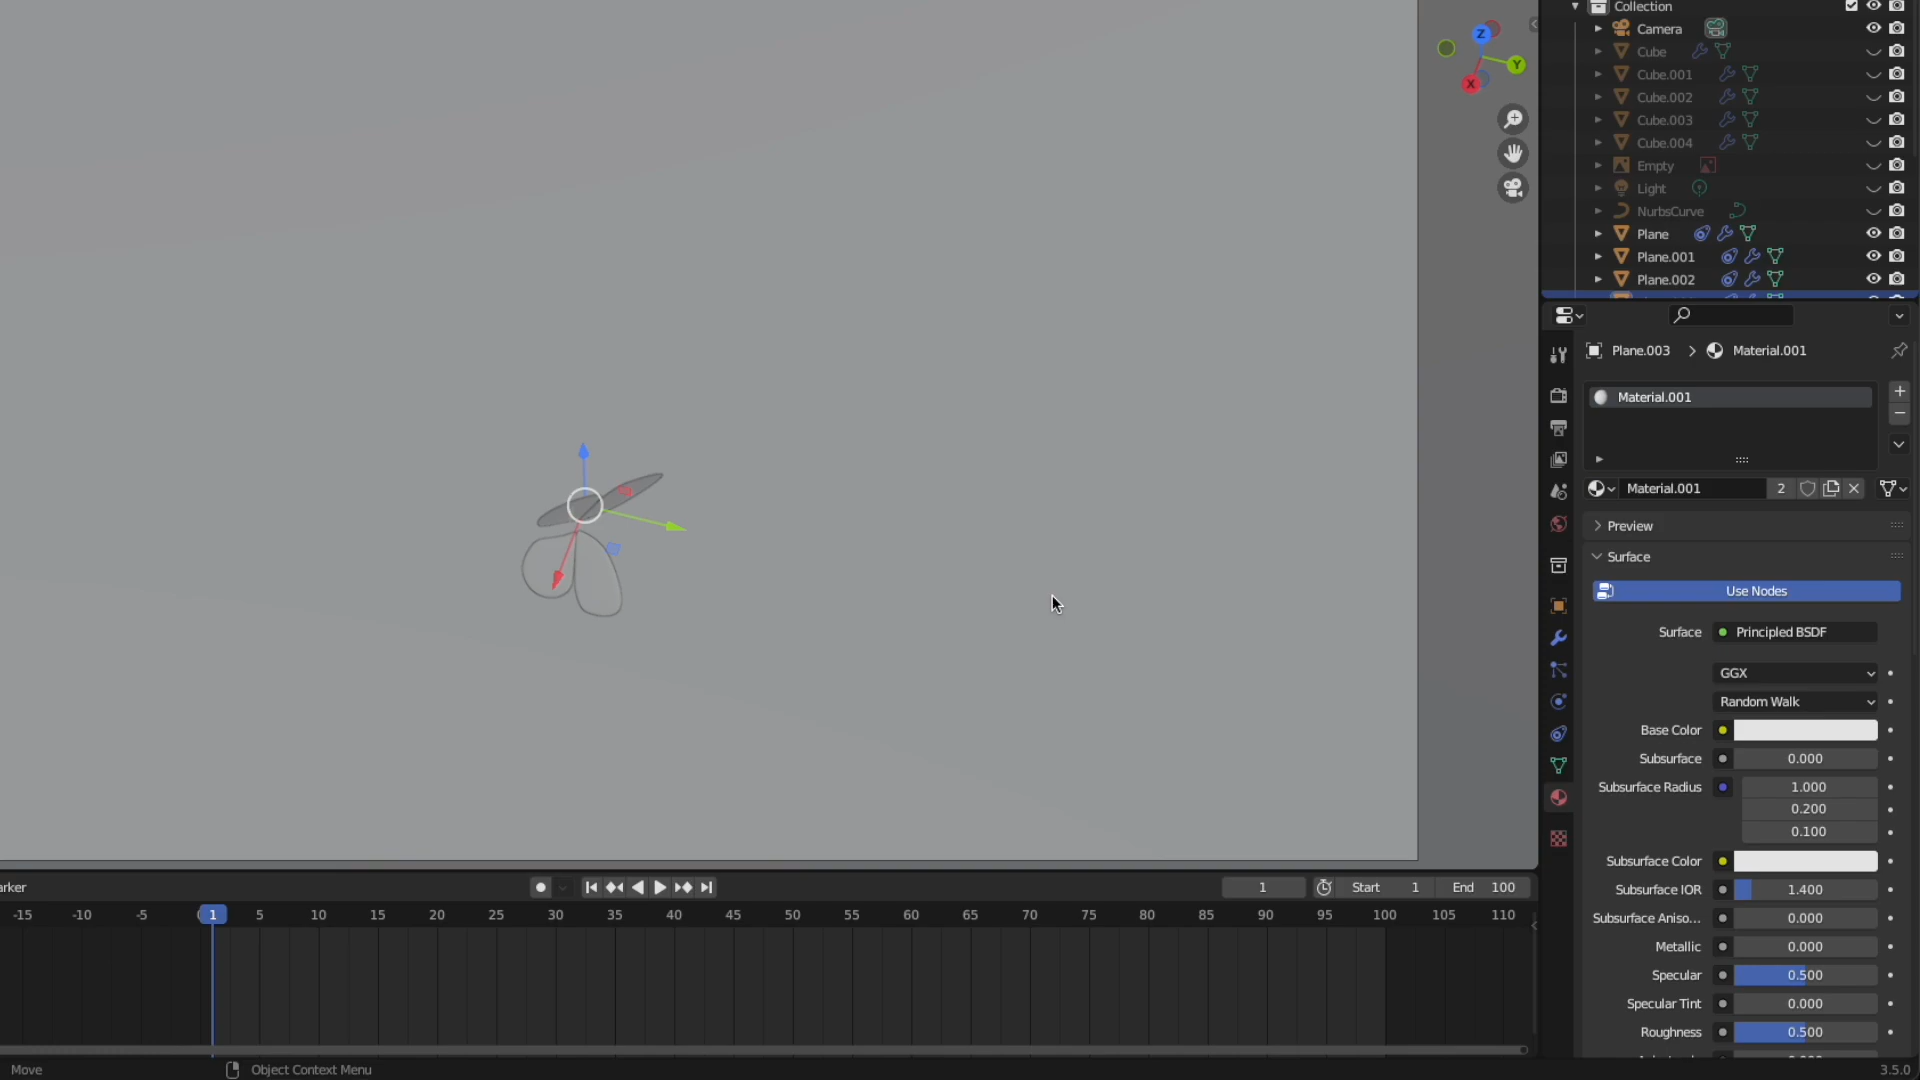 Collection
Camera
Cube
Cube.001
Cube.002
Cube.003
Cube.004
Empty
Light
NurbsCurve
Plane
Plane.001
Plane.002
Z
Y
X
Plane.003 > Material.001
Material.001
Material.001 2
Preview
Surface
Use Nodes
Surface Principled BSDF
GGX
Random Walk
Base Color
Subsurface 0.000
Subsurface Radius 1.000
0.200
0.100
Subsurface Color
Subsurface IOR 1.400
Subsurface Aniso... 0.000
Metallic 0.000
Specular 0.500
Specular Tint 0.000
Roughness 0.500
arker
1 Start 1 End 100
-15 -10 -5 1 5 10 15 20 25 30 35 40 45 50 55 60 65 70 75 80 85 90 95 100 105 110
Move Object Context Menu 3.5.0